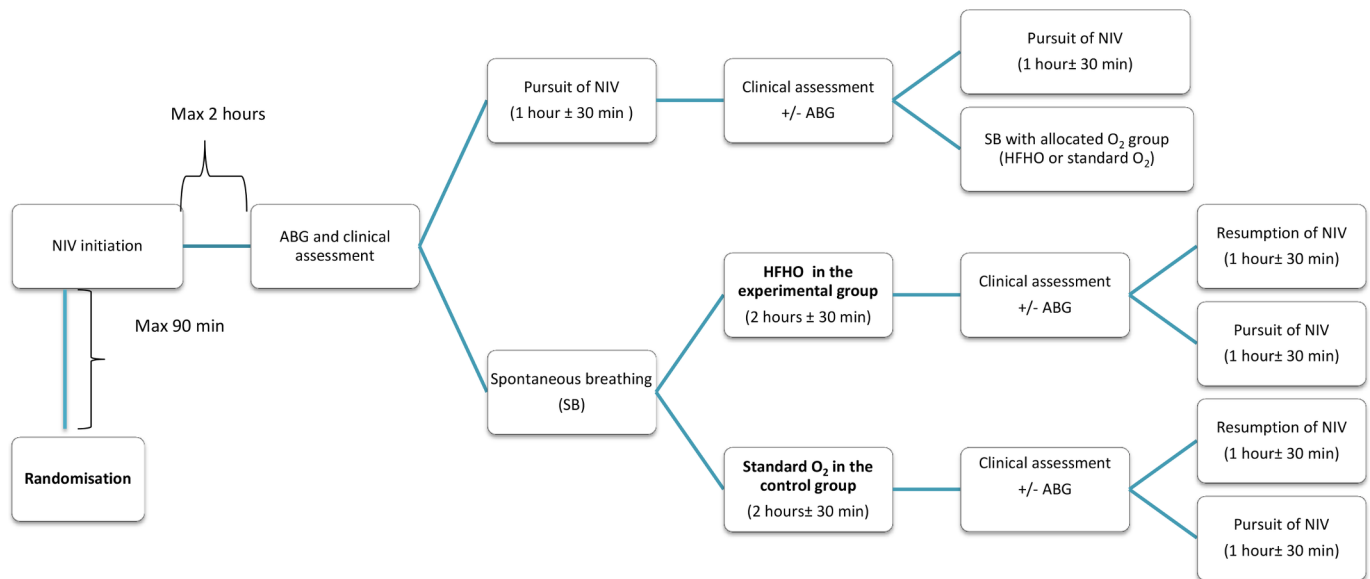 Max 2 hours
NIV initiation
Max 90 min
Randomisation
ABG and clinical
assessment
Pursuit of NIV
(1 hour ± 30 min )
Clinical assessment
+/- ABG
Pursuit of NIV
(1 hour± 30 min)
SB with allocated O₂ group
(HFHO or standard O₂)
Spontaneous breathing
(SB)
HFHO in the
experimental group
(2 hours ± 30 min)
Clinical assessment
+/- ABG
Resumption of NIV
(1 hour± 30 min)
Pursuit of NIV
(1 hour± 30 min)
Standard O₂ in the
control group
(2 hours± 30 min)
Clinical assessment
+/- ABG
Resumption of NIV
(1 hour± 30 min)
Pursuit of NIV
(1 hour± 30 min)